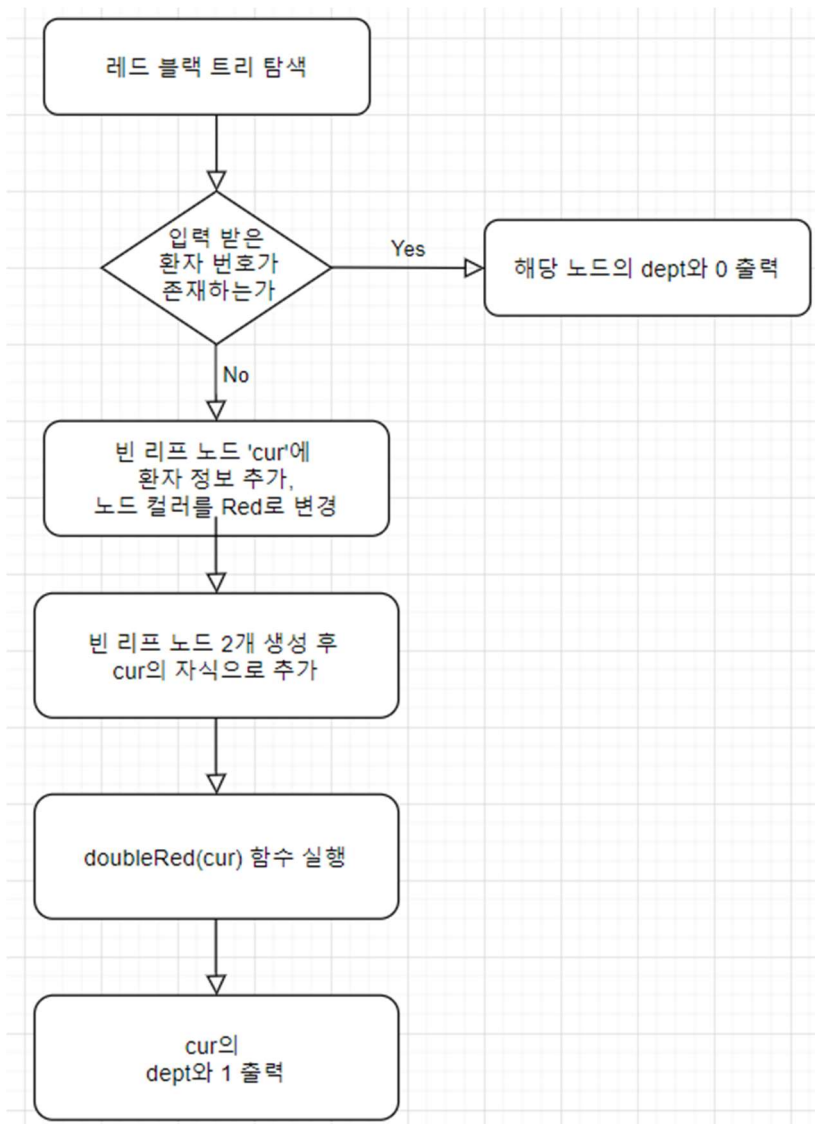 레드 블랙 트리 탐색
입력 받은
환자 번호가
존재하는가
Yes
해당 노드의 dept와 0 출력
No
빈 리프 노드 'cur'에
환자 정보 추가,
노드 컬러를 Red로 변경
빈 리프 노드 2개 생성 후
cur의 자식으로 추가
doubleRed(cur) 함수 실행
cur의
dept와 1 출력